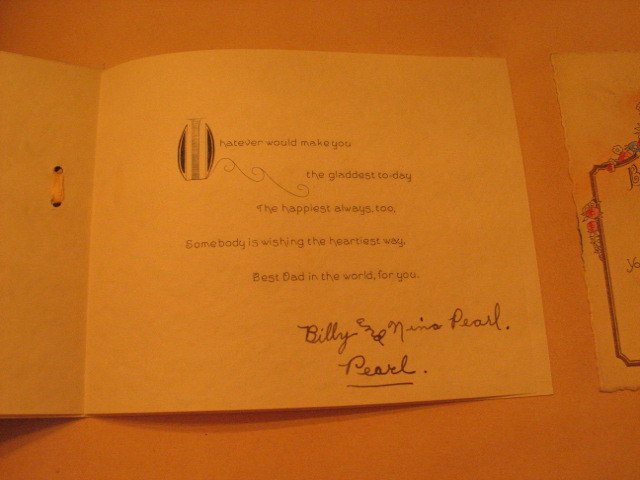 Whatever would make you
the gladdest to-day
The happiest always, too,
Somebody is wishing the heartiest way,
Best Dad in the world, for you.
Billy and Nina Pearl.
Pearl.